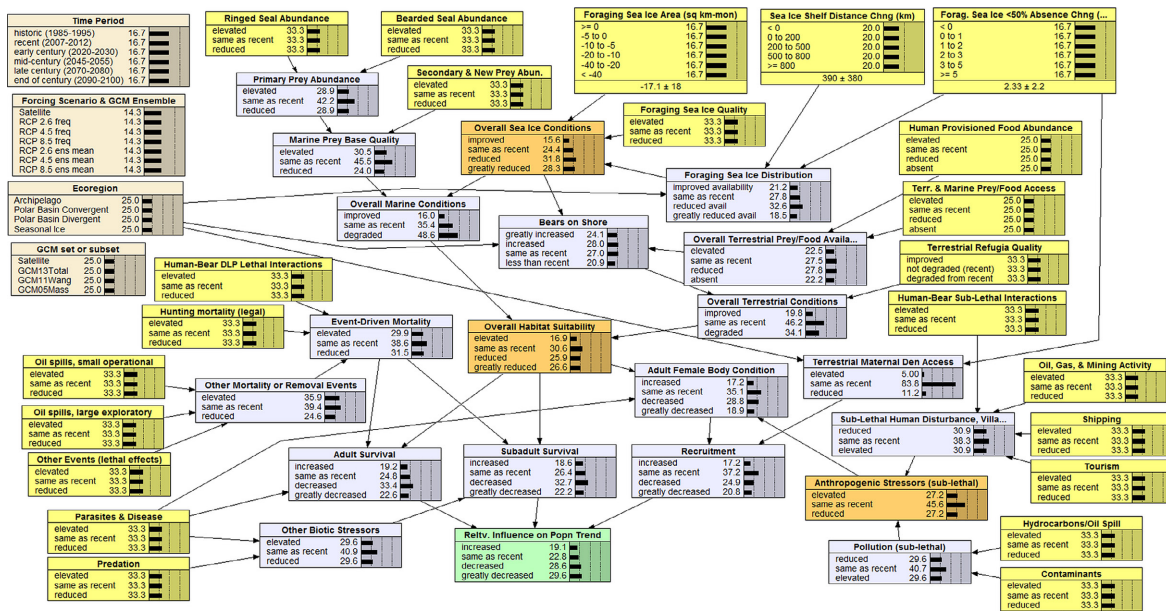 Time Period
historic (1985-1995) 16.7
recent (2007-2012) 16.7
early century (2020-2030) 16.7
mid-century (2045-2055) 16.7
late century (2070-2080) 16.7
end of century (2090-2100) 16.7
Forcing Scenario & GCM Ensemble
Satellite 14.3
RCP 2.6 freq 14.3
RCP 4.5 freq 14.3
RCP 8.5 freq 14.3
RCP 2.6 ens mean 14.3
RCP 4.5 ens mean 14.3
RCP 8.5 ens mean 14.3
Ecoregion
Archipelago 25.0
Polar Basin Convergent 25.0
Polar Basin Divergent 25.0
Seasonal Ice 25.0
GCM set or subset
Satellite 25.0
GCM13Total 25.0
GCM11Wang 25.0
GCM05Mass 25.0
Ringed Seal Abundance
elevated 33.3
same as recent 33.3
reduced 33.3
Bearded Seal Abundance
elevated 33.3
same as recent 33.3
reduced 33.3
Primary Prey Abundance
elevated 28.9
same as recent 42.2
reduced 28.9
Secondary & New Prey Abun.
elevated 33.3
same as recent 33.3
reduced 33.3
Marine Prey Base Quality
elevated 30.5
same as recent 45.5
reduced 24.0
Foraging Sea Ice Area (sq km-mon)
>= 0 16.7
-5 to 0 16.7
-10 to -5 16.7
-20 to -10 16.7
-40 to -20 16.7
< -40 16.7
-17.1 ± 18
Sea Ice Shelf Distance Chng (km)
< 0 20.0
0 to 200 20.0
200 to 500 20.0
500 to 800 20.0
>= 800 20.0
390 ± 380
Forag. Sea Ice <50% Absence Chng (...
< 0 16.7
0 to 1 16.7
1 to 2 16.7
2 to 3 16.7
3 to 5 16.7
>= 5 16.7
2.33 ± 2.2
Overall Sea Ice Conditions
improved 15.6
same as recent 24.4
reduced 31.8
greatly reduced 28.3
Foraging Sea Ice Quality
elevated 33.3
same as recent 33.3
reduced 33.3
Human Provisioned Food Abundance
elevated 25.0
same as recent 25.0
reduced 25.0
absent 25.0
Foraging Sea Ice Distribution
improved availability 21.2
same as recent 27.8
reduced avail 32.6
greatly reduced avail 18.5
Terr. & Marine Prey/Food Access
elevated 25.0
same as recent 25.0
reduced 25.0
absent 25.0
Overall Marine Conditions
improved 16.0
same as recent 35.4
degraded 48.6
Bears on Shore
greatly increased 24.1
increased 28.0
same as recent 27.0
less than recent 20.9
Overall Terrestrial Prey/Food Availa...
elevated 22.5
same as recent 27.5
reduced 27.8
absent 22.2
Terrestrial Refugia Quality
improved 33.3
not degraded (recent) 33.3
degraded from recent 33.3
Human-Bear DLP Lethal Interactions
elevated 33.3
same as recent 33.3
reduced 33.3
Overall Terrestrial Conditions
improved 19.8
same as recent 46.2
degraded 34.1
Human-Bear Sub-Lethal Interactions
elevated 33.3
same as recent 33.3
reduced 33.3
Hunting mortality (legal)
elevated 33.3
same as recent 33.3
reduced 33.3
Event-Driven Mortality
elevated 29.9
same as recent 38.6
reduced 31.5
Overall Habitat Suitability
elevated 16.9
same as recent 30.6
reduced 25.9
greatly reduced 26.6
Terrestrial Maternal Den Access
elevated 5.00
same as recent 83.8
reduced 11.2
Oil, Gas, & Mining Activity
elevated 33.3
same as recent 33.3
reduced 33.3
Oil spills, small operational
elevated 33.3
same as recent 33.3
reduced 33.3
Other Mortality or Removal Events
elevated 35.9
same as recent 39.4
reduced 24.6
Adult Female Body Condition
increased 17.2
same as recent 35.1
decreased 28.8
greatly decreased 18.9
Oil spills, large exploratory
elevated 33.3
same as recent 33.3
reduced 33.3
Sub-Lethal Human Disturbance, Villa...
reduced 30.9
same as recent 38.3
elevated 30.9
Shipping
elevated 33.3
same as recent 33.3
reduced 33.3
Other Events (lethal effects)
elevated 33.3
same as recent 33.3
reduced 33.3
Adult Survival
increased 19.2
same as recent 24.8
decreased 33.4
greatly decreased 22.6
Subadult Survival
increased 18.6
same as recent 26.4
decreased 32.7
greatly decreased 22.2
Recruitment
increased 17.2
same as recent 37.2
decreased 24.9
greatly decreased 20.8
Tourism
elevated 33.3
same as recent 33.3
reduced 33.3
Anthropogenic Stressors (sub-lethal)
elevated 27.2
same as recent 45.6
reduced 27.2
Parasites & Disease
elevated 33.3
same as recent 33.3
reduced 33.3
Other Biotic Stressors
elevated 29.6
same as recent 40.9
reduced 29.6
Reltv. Influence on Popn Trend
increased 19.1
same as recent 22.8
decreased 28.6
greatly decreased 29.6
Hydrocarbons/Oil Spill
elevated 33.3
same as recent 33.3
reduced 33.3
Pollution (sub-lethal)
reduced 29.6
same as recent 40.7
elevated 29.6
Predation
elevated 33.3
same as recent 33.3
reduced 33.3
Contaminants
elevated 33.3
same as recent 33.3
reduced 33.3